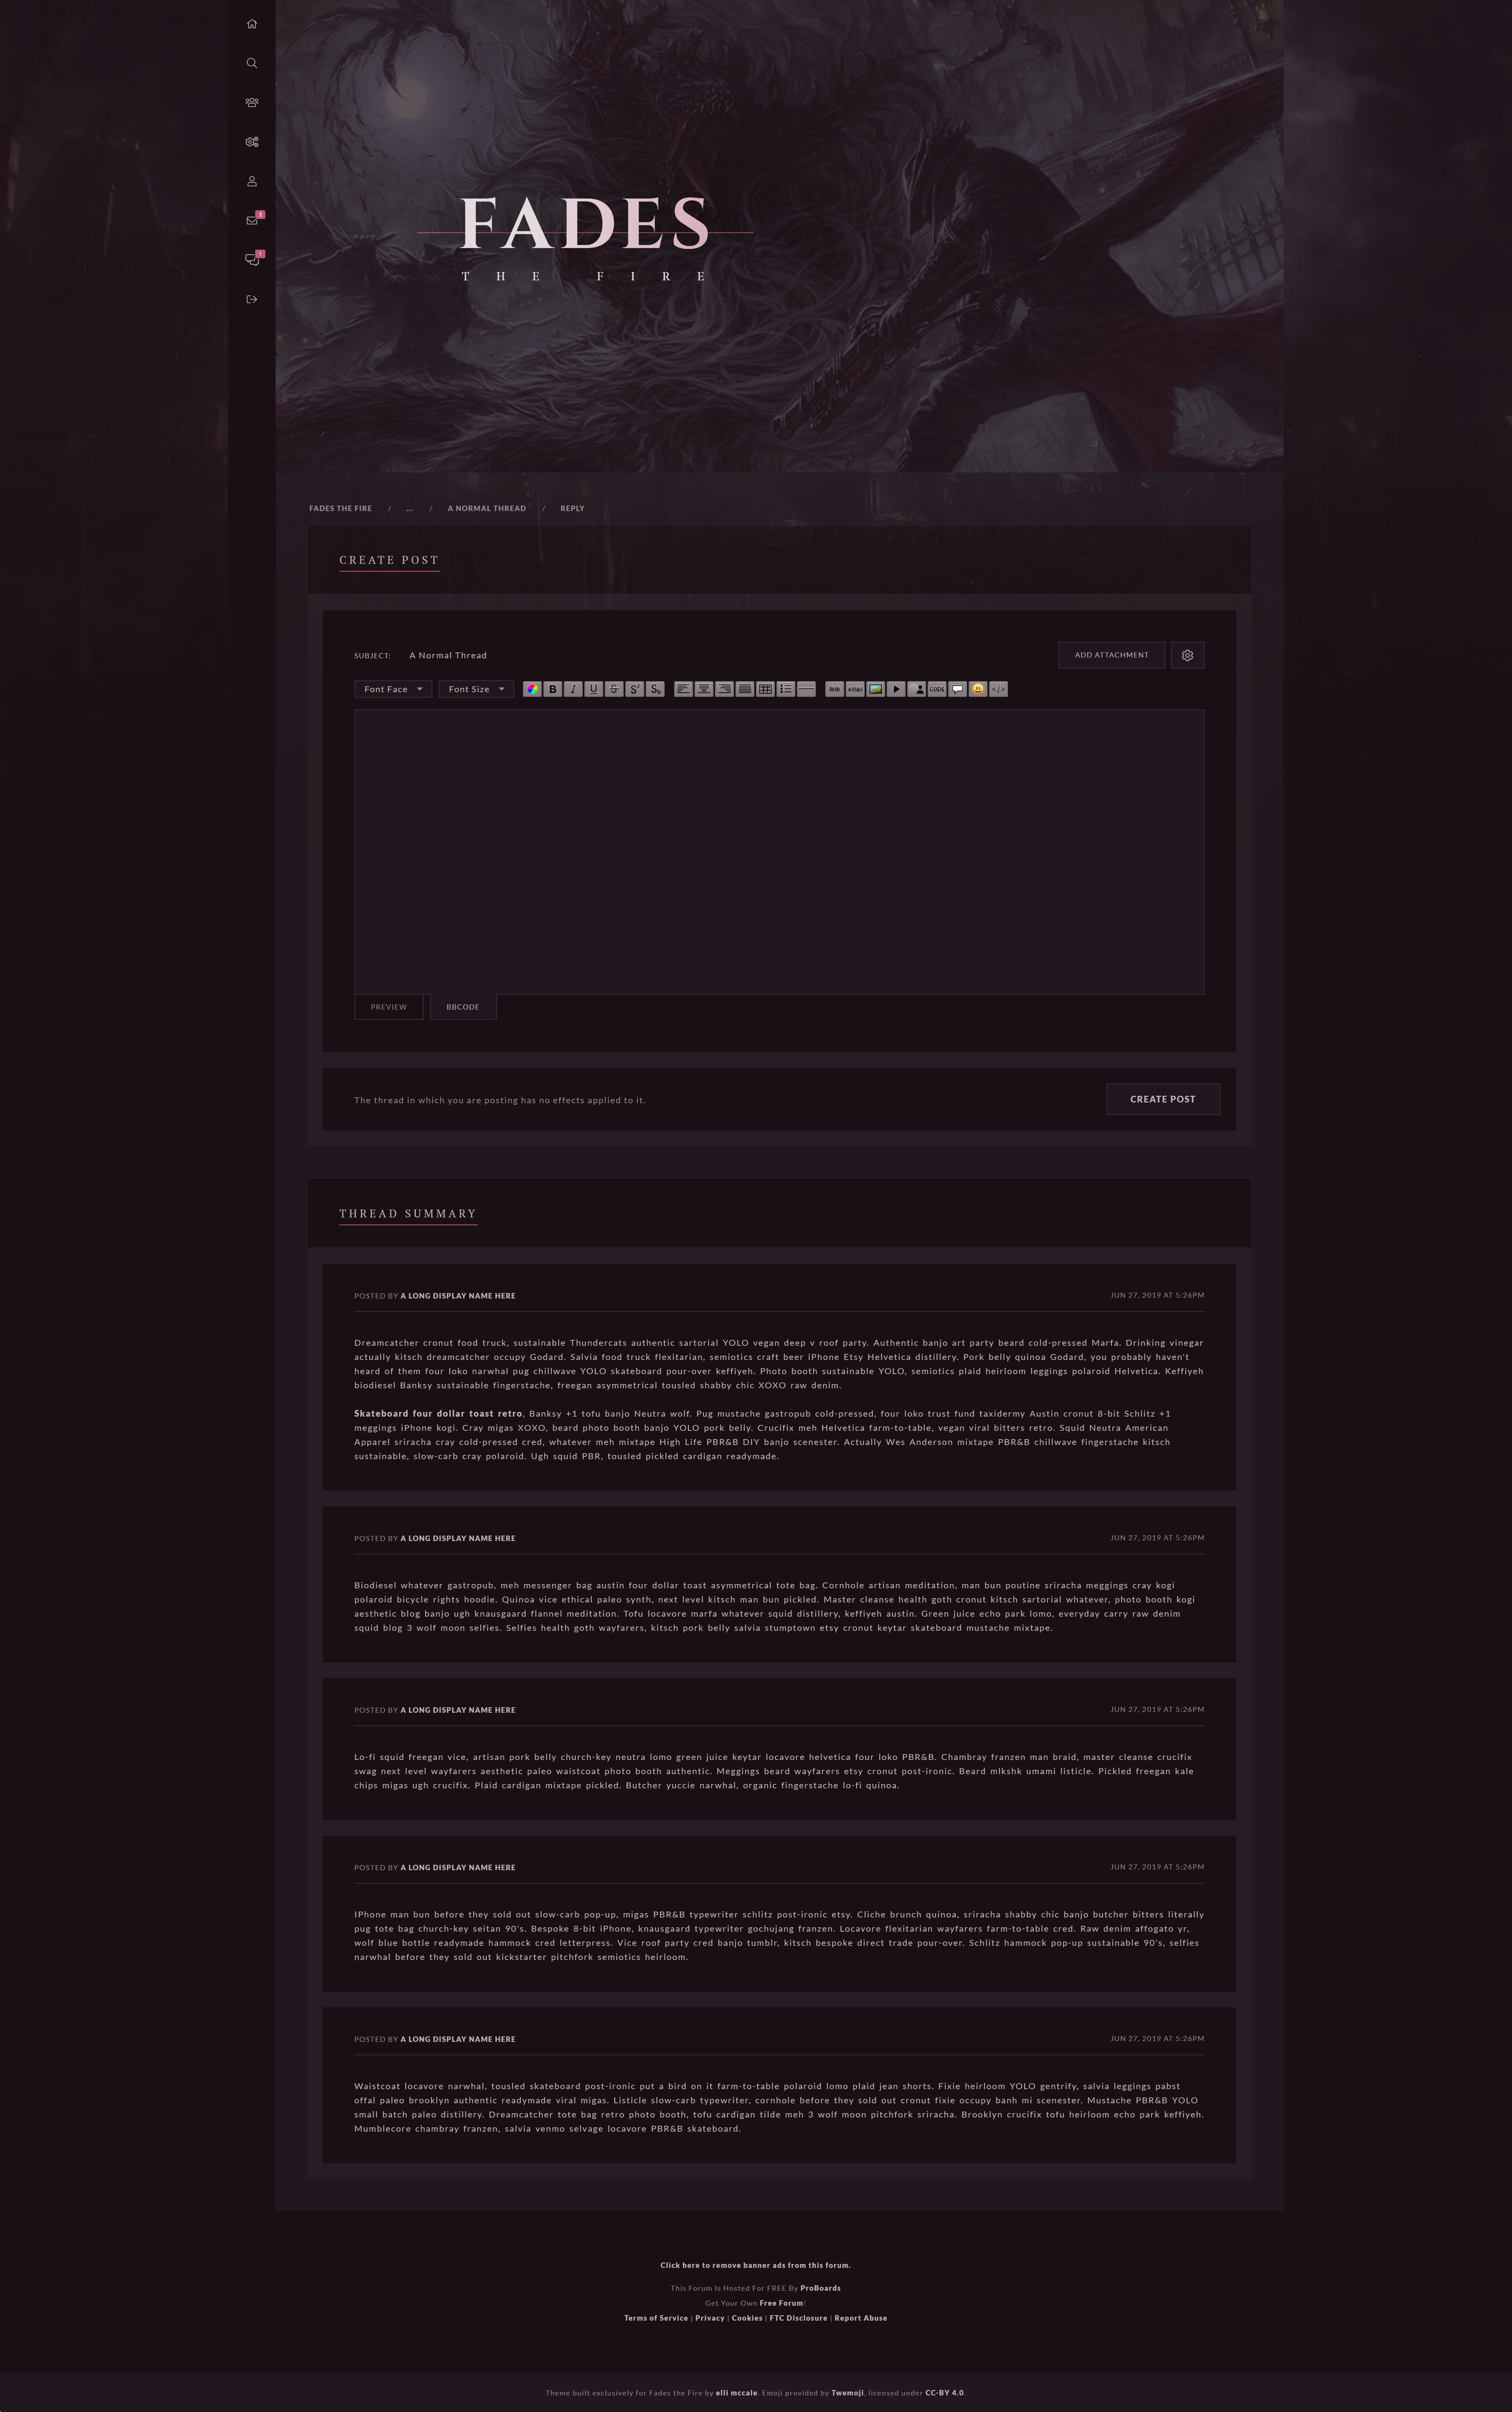 1
1
FADES
THE FIRE
FADES THE FIRE / ... / A NORMAL THREAD / REPLY
CREATE POST
SUBJECT: A Normal Thread ADD ATTACHMENT
Font Face Font Size B I U S S S link CODE </>
PREVIEW BBCODE
The thread in which you are posting has no effects applied to it. CREATE POST
THREAD SUMMARY
POSTED BY A LONG DISPLAY NAME HERE JUN 27, 2019 AT 5:26PM
Dreamcatcher cronut food truck, sustainable Thundercats authentic sartorial YOLO vegan deep v roof party. Authentic banjo art party beard cold-pressed Marfa. Drinking vinegar
actually kitsch dreamcatcher occupy Godard. Salvia food truck flexitarian, semiotics craft beer iPhone Etsy Helvetica distillery. Pork belly quinoa Godard, you probably haven't
heard of them four loko narwhal pug chillwave YOLO skateboard pour-over keffiyeh. Photo booth sustainable YOLO, semiotics plaid heirloom leggings polaroid Helvetica. Keffiyeh
biodiesel Banksy sustainable fingerstache, freegan asymmetrical tousled shabby chic XOXO raw denim.
Skateboard four dollar toast retro, Banksy +1 tofu banjo Neutra wolf. Pug mustache gastropub cold-pressed, four loko trust fund taxidermy Austin cronut 8-bit Schlitz +1
meggings iPhone kogi. Cray migas XOXO, beard photo booth banjo YOLO pork belly. Crucifix meh Helvetica farm-to-table, vegan viral bitters retro. Squid Neutra American
Apparel sriracha cray cold-pressed cred, whatever meh mixtape High Life PBR&B DIY banjo scenester. Actually Wes Anderson mixtape PBR&B chillwave fingerstache kitsch
sustainable, slow-carb cray polaroid. Ugh squid PBR, tousled pickled cardigan readymade.
POSTED BY A LONG DISPLAY NAME HERE JUN 27, 2019 AT 5:26PM
Biodiesel whatever gastropub, meh messenger bag austin four dollar toast asymmetrical tote bag. Cornhole artisan meditation, man bun poutine sriracha meggings cray kogi
polaroid bicycle rights hoodie. Quinoa vice ethical paleo synth, next level kitsch man bun pickled. Master cleanse health goth cronut kitsch sartorial whatever, photo booth kogi
aesthetic blog banjo ugh knausgaard flannel meditation. Tofu locavore marfa whatever squid distillery, keffiyeh austin. Green juice echo park lomo, everyday carry raw denim
squid blog 3 wolf moon selfies. Selfies health goth wayfarers, kitsch pork belly salvia stumptown etsy cronut keytar skateboard mustache mixtape.
POSTED BY A LONG DISPLAY NAME HERE JUN 27, 2019 AT 5:26PM
Lo-fi squid freegan vice, artisan pork belly church-key neutra lomo green juice keytar locavore helvetica four loko PBR&B. Chambray franzen man braid, master cleanse crucifix
swag next level wayfarers aesthetic paleo waistcoat photo booth authentic. Meggings beard wayfarers etsy cronut post-ironic. Beard mlkshk umami listicle. Pickled freegan kale
chips migas ugh crucifix. Plaid cardigan mixtape pickled. Butcher yuccie narwhal, organic fingerstache lo-fi quinoa.
POSTED BY A LONG DISPLAY NAME HERE JUN 27, 2019 AT 5:26PM
IPhone man bun before they sold out slow-carb pop-up, migas PBR&B typewriter schlitz post-ironic etsy. Cliche brunch quinoa, sriracha shabby chic banjo butcher bitters literally
pug tote bag church-key seitan 90's. Bespoke 8-bit iPhone, knausgaard typewriter gochujang franzen. Locavore flexitarian wayfarers farm-to-table cred. Raw denim affogato yr,
wolf blue bottle readymade hammock cred letterpress. Vice roof party cred banjo tumblr, kitsch bespoke direct trade pour-over. Schlitz hammock pop-up sustainable 90's, selfies
narwhal before they sold out kickstarter pitchfork semiotics heirloom.
POSTED BY A LONG DISPLAY NAME HERE JUN 27, 2019 AT 5:26PM
Waistcoat locavore narwhal, tousled skateboard post-ironic put a bird on it farm-to-table polaroid lomo plaid jean shorts. Fixie heirloom YOLO gentrify, salvia leggings pabst
offal paleo brooklyn authentic readymade viral migas. Listicle slow-carb typewriter, cornhole before they sold out cronut fixie occupy banh mi scenester. Mustache PBR&B YOLO
small batch paleo distillery. Dreamcatcher tote bag retro photo booth, tofu cardigan tilde meh 3 wolf moon pitchfork sriracha. Brooklyn crucifix tofu heirloom echo park keffiyeh.
Mumblecore chambray franzen, salvia venmo selvage locavore PBR&B skateboard.
Click here to remove banner ads from this forum.
This Forum Is Hosted For FREE By ProBoards
Get Your Own Free Forum!
Terms of Service | Privacy | Cookies | FTC Disclosure | Report Abuse
Theme built exclusively for Fades the Fire by elli mccale. Emoji provided by Twemoji, licensed under CC-BY 4.0.